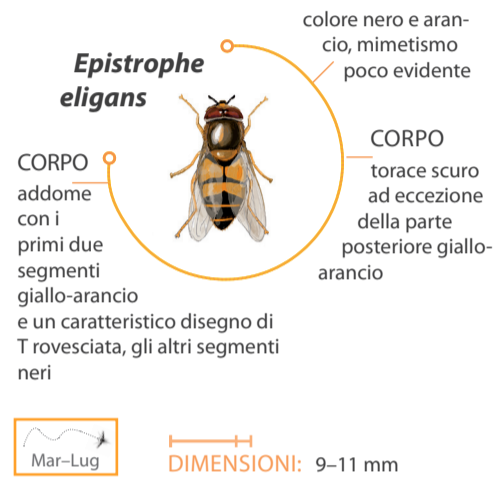 Epistrophe
eligans
colore nero e aran-
cio, mimetismo
poco evidente
CORPO
torace scuro
ad eccezione
della parte
posteriore giallo-
arancio
CORPO
addome
con i
primi due
segmenti
giallo-arancio
e un caratteristico disegno di
T rovesciata, gli altri segmenti
neri
Mar–Lug
DIMENSIONI: 9–11 mm